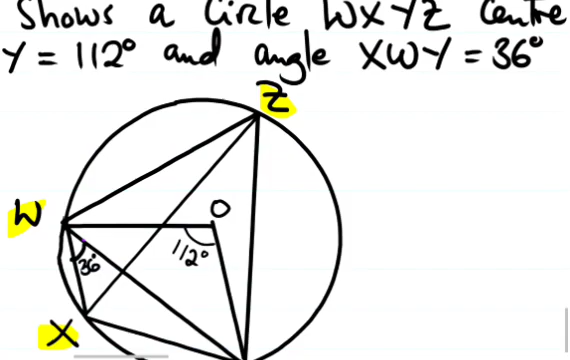 Shows a Circle WXYZ Centre
Y = 112° and angle XWY = 36°
Z
W
O
112°
36°
X